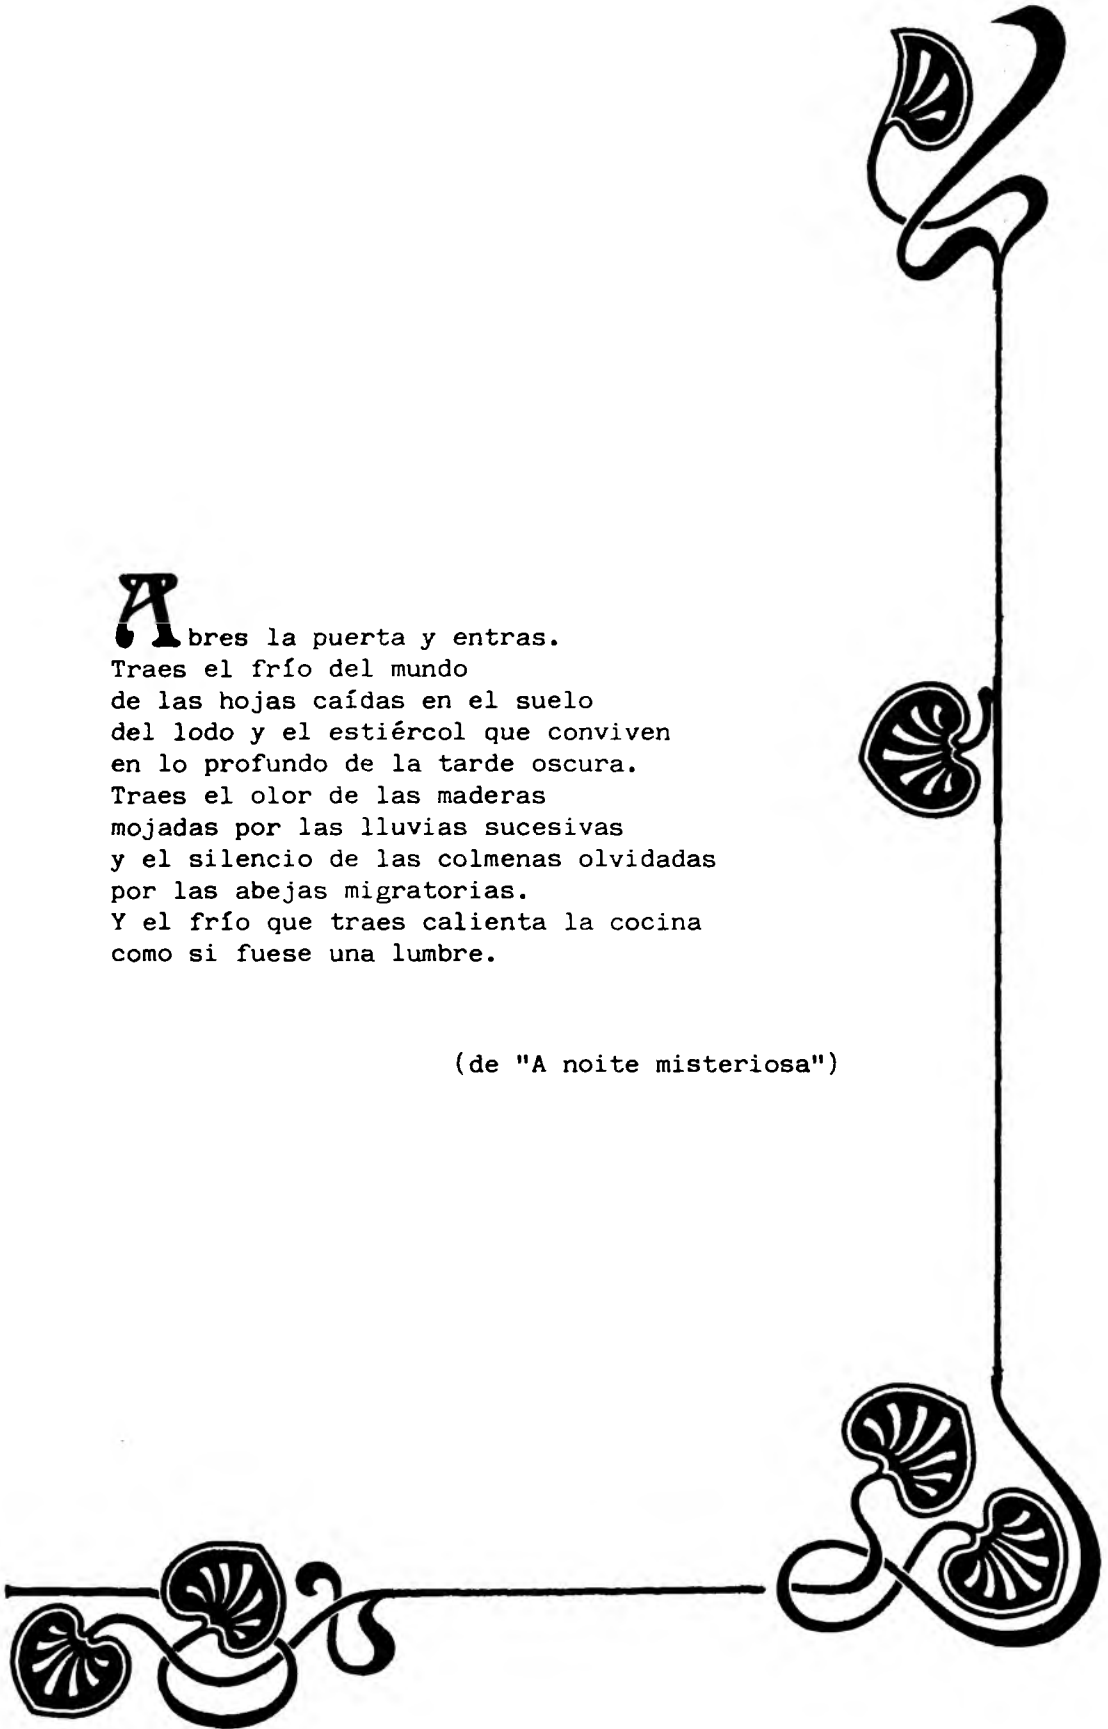 Abres la puerta y entras.
Traes el frío del mundo
de las hojas caídas en el suelo
del lodo y el estiércol que conviven
en lo profundo de la tarde oscura.
Traes el olor de las maderas
mojadas por las lluvias sucesivas
y el silencio de las colmenas olvidadas
por las abejas migratorias.
Y el frío que traes calienta la cocina
como si fuese una lumbre.
(de "A noite misteriosa")